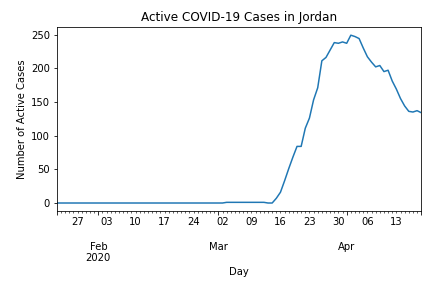 Active COVID-19 Cases in Jordan
Number of Active Cases
250
200
150
100
50
0
27 03 10 17 24 02 09 16 23 30 06 13
Feb Mar Apr
2020
Day